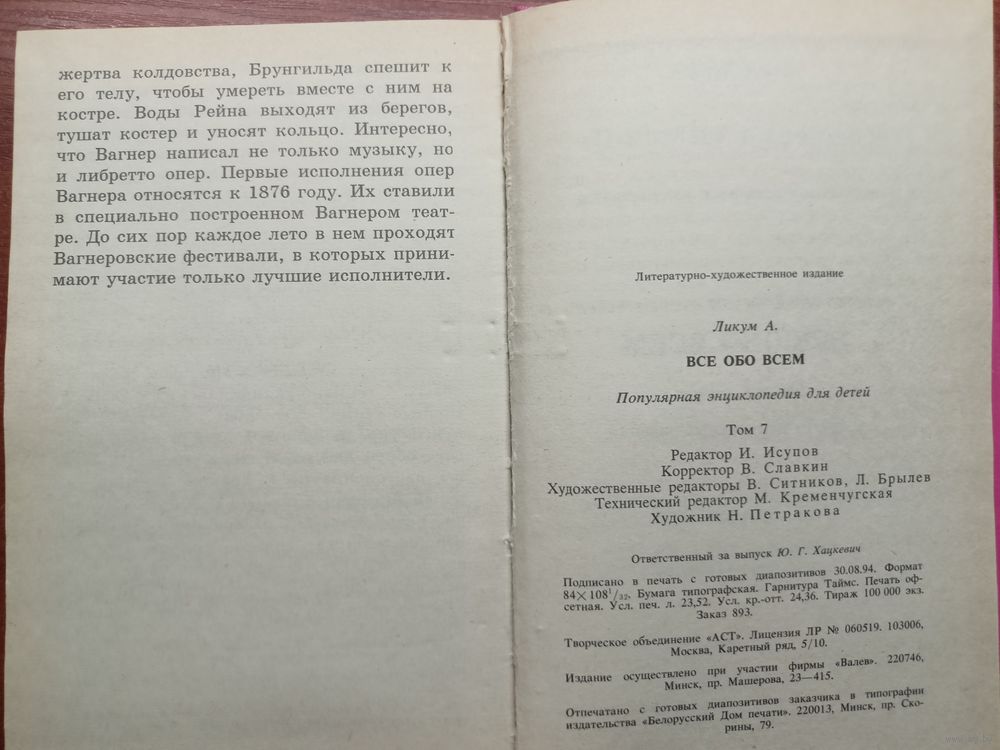 жертва колдовства, Брунгильда спешит к
его телу, чтобы умереть вместе с ним на
костре. Воды Рейна выходят из берегов,
тушат костер и уносят кольцо. Интересно,
что Вагнер написал не только музыку, но
и либретто опер. Первые исполнения опер
Вагнера относятся к 1876 году. Их ставили
в специально построенном Вагнером теат-
ре. До сих пор каждое лето в нем проходят
Вагнеровские фестивали, в которых прини-
мают участие только лучшие исполнители.
Литературно-художественное издание
Ликум А.
ВСЕ ОБО ВСЕМ
Популярная энциклопедия для детей
Том 7
Редактор И. Исупов
Корректор В. Славкин
Художественные редакторы В. Ситников, Л. Брылев
Технический редактор М. Кременчугская
Художник Н. Петракова
Ответственный за выпуск Ю. Г. Хацкевич
Подписано в печать с готовых диапозитивов 30.08.94. Формат
84×108¹/₃₂. Бумага типографская. Гарнитура Таймс. Печать оф-
сетная. Усл. печ. л. 23,52. Усл. кр.-отт. 24,36. Тираж 100 000 экз.
Заказ 893.
Творческое объединение «АСТ». Лицензия ЛР № 060519. 103006,
Москва, Каретный ряд, 5/10.
Издание осуществлено при участии фирмы «Валев». 220746,
Минск, пр. Машерова, 23—415.
Отпечатано с готовых диапозитивов заказчика в типографии
издательства «Белорусский Дом печати». 220013, Минск, пр. Ско-
рины, 79.